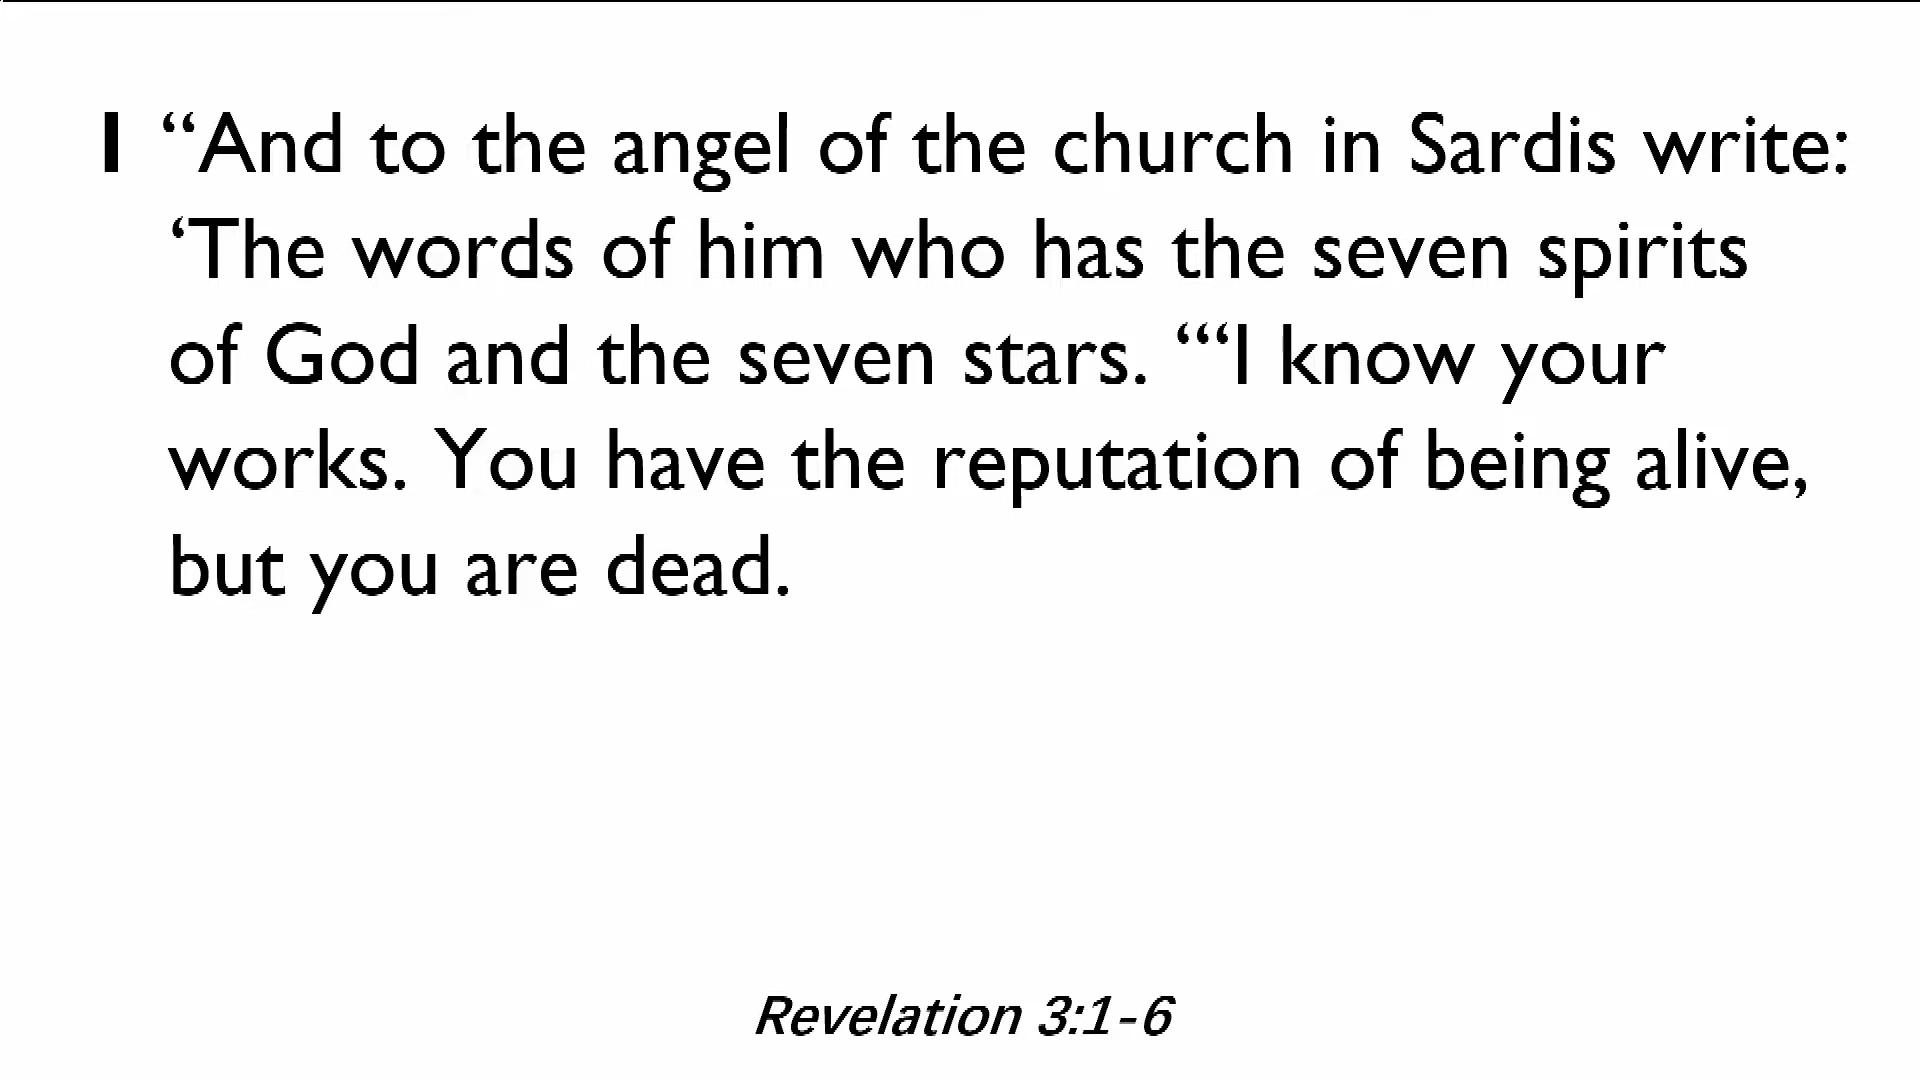 1 “And to the angel of the church in Sardis write:
‘The words of him who has the seven spirits
of God and the seven stars. “‘I know your
works. You have the reputation of being alive,
but you are dead.
Revelation 3:1-6